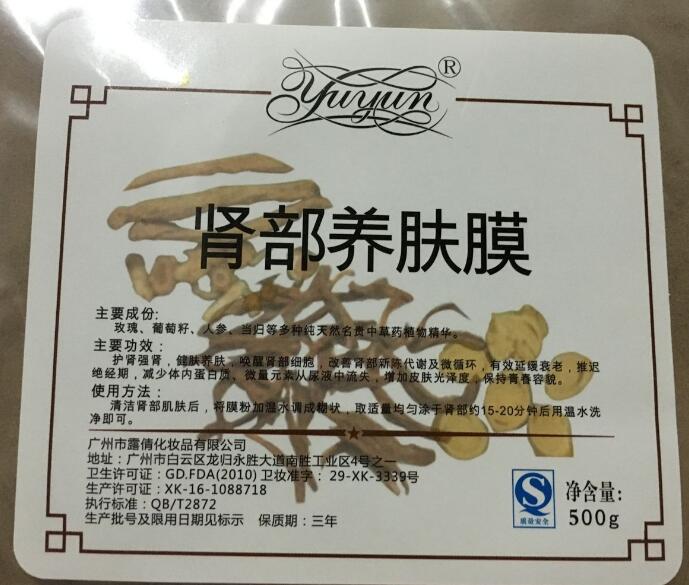 Yuyun®
肾部养肤膜
主要成份:
玫瑰、葡萄籽、人参、当归等多种纯天然名贵中草药植物精华。
主要功效：
护肾强肾，健肤养肤，唤醒肾部细胞，改善肾部新陈代谢及微循环，有效延缓衰老，推迟
绝经期，减少体内蛋白质、微量元素从尿液中流失，增加皮肤光泽度，保持青春容貌。
使用方法：
清洁肾部肌肤后，将膜粉加温水调成糊状，取适量均匀涂于肾部约15-20分钟后用温水洗
净即可。
广州市露倩化妆品有限公司
地址：广州市白云区龙归永胜大道南胜工业区4号之一
卫生许可证：GD.FDA(2010)卫妆准字：29-XK-3339号
生产许可证：XK-16-1088718
执行标准：QB/T2872
生产批号及限用日期见标示 保质期：三年
质量安全
净含量:
500g